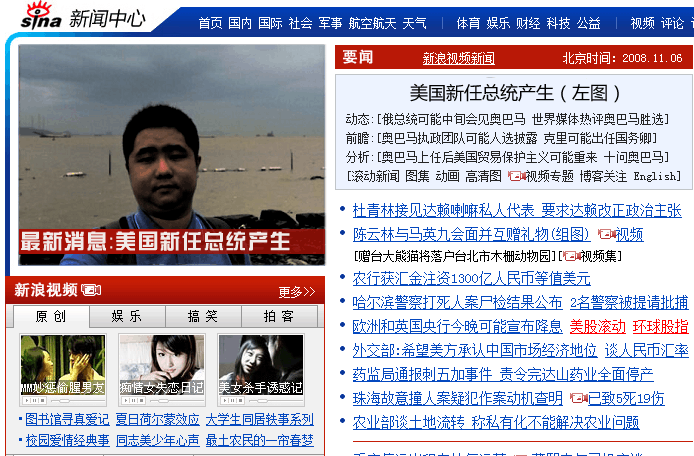 sina 新闻中心
首页 国内 国际 社会 军事 航空航天 天气 | 体育 娱乐 财经 科技 公益 | 视频 评论
要闻 新浪视频新闻 北京时间：2008.11.06
美国新任总统产生（左图）
动态:[俄总统可能中旬会见奥巴马 世界媒体热评奥巴马胜选]
前瞻:[奥巴马执政团队可能人选披露 克里可能出任国务卿]
分析:[奥巴马上任后美国贸易保护主义可能重来 十问奥巴马]
[滚动新闻 图集 动画 高清图 视频专题 博客关注 English]
最新消息:美国新任总统产生
杜青林接见达赖喇嘛私人代表 要求达赖改正政治主张
陈云林与马英九会面并互赠礼物(组图) 视频
[赠台大熊猫将落户台北市木栅动物园][视频集]
农行获汇金注资1300亿人民币等值美元
哈尔滨警察打死人案尸检结果公布 2名警察被提请批捕
欧洲和英国央行今晚可能宣布降息 美股滚动 环球股指
外交部:希望美方承认中国市场经济地位 谈人民币汇率
药监局通报刺五加事件 责令完达山药业全面停产
珠海故意撞人案疑犯作案动机查明 已致5死19伤
农业部谈土地流转 称私有化不能解决农业问题
新浪视频 更多>>
原创 娱乐 搞笑 拍客
MM妙惩偷腥男友 痴情女失恋日记 美女杀手诱惑记
图书馆寻真爱记 夏日荷尔蒙效应 大学生同居轶事系列
校园爱情经典事 同志美少年心声 最土农民的一帘春梦